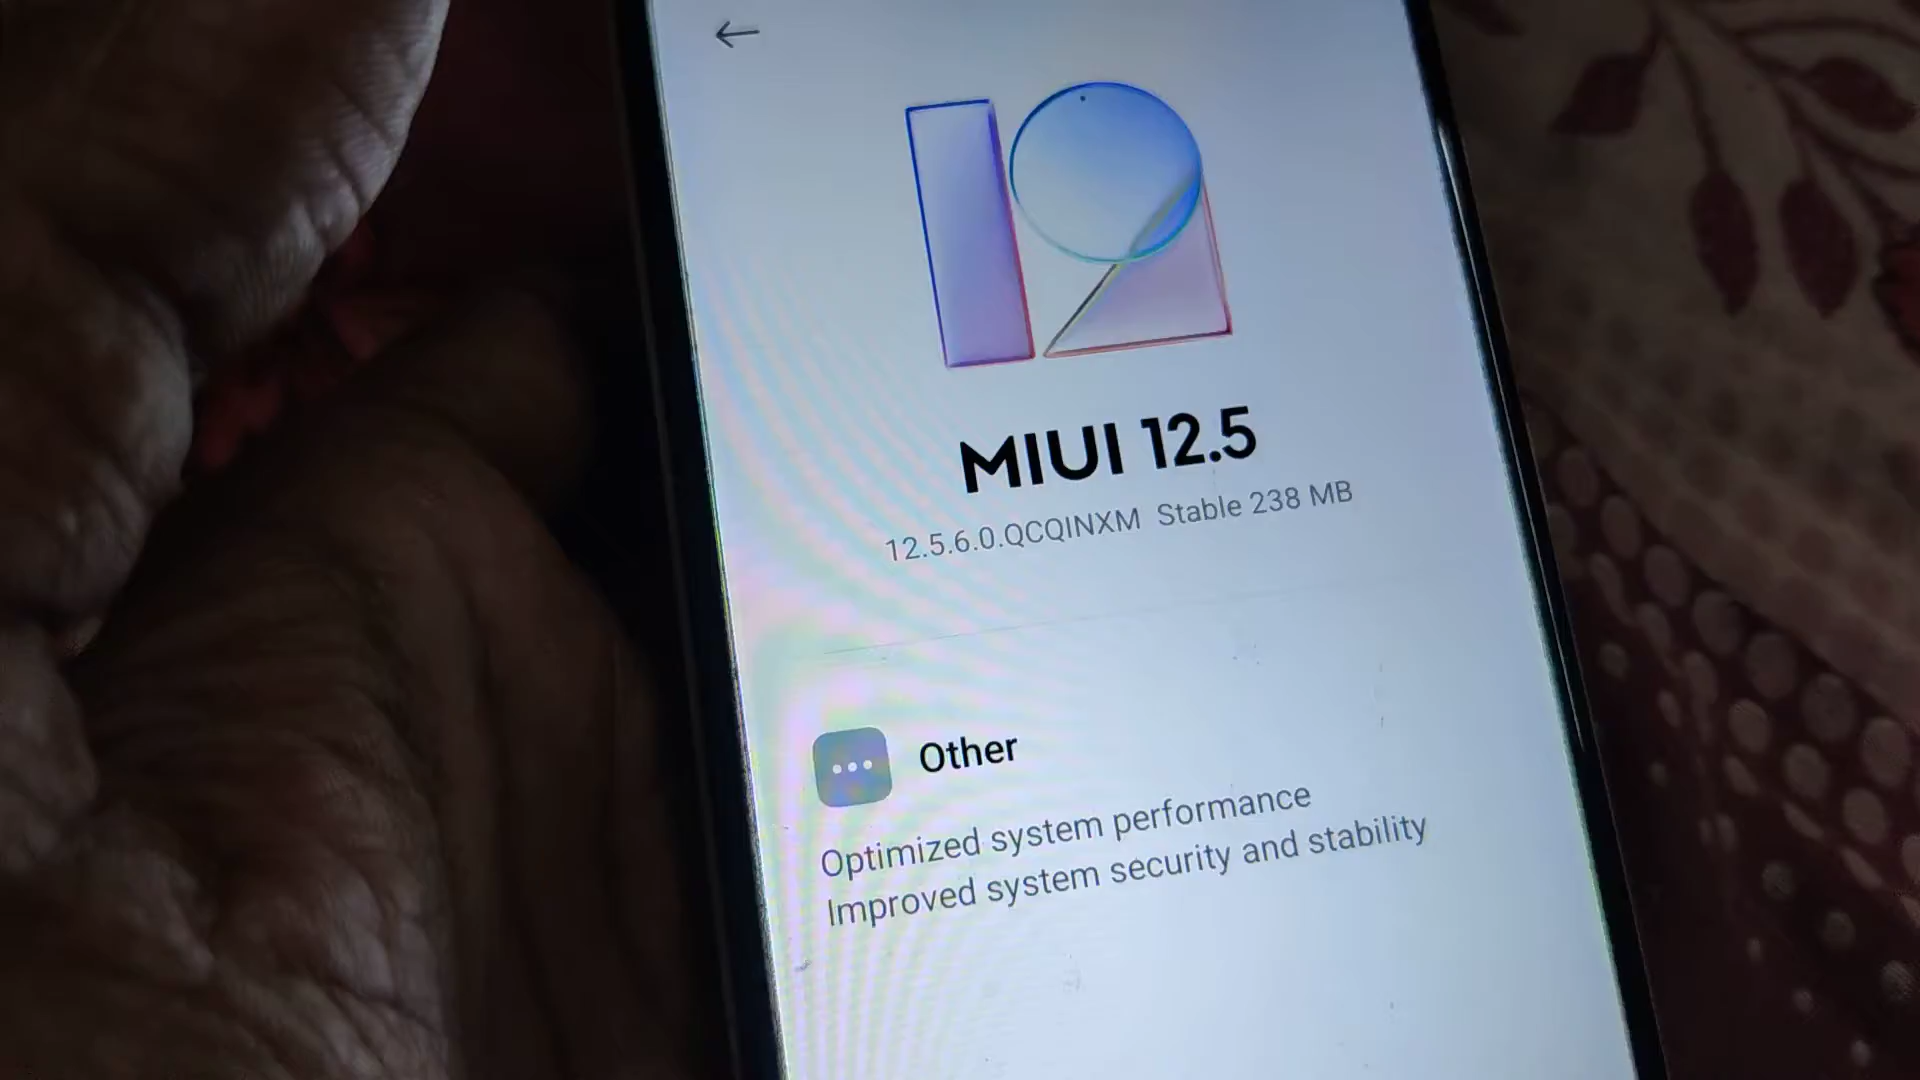 12
MIUI 12.5
12.5.6.0.QCQINXM Stable 238 MB
Other
Optimized system performance
Improved system security and stability